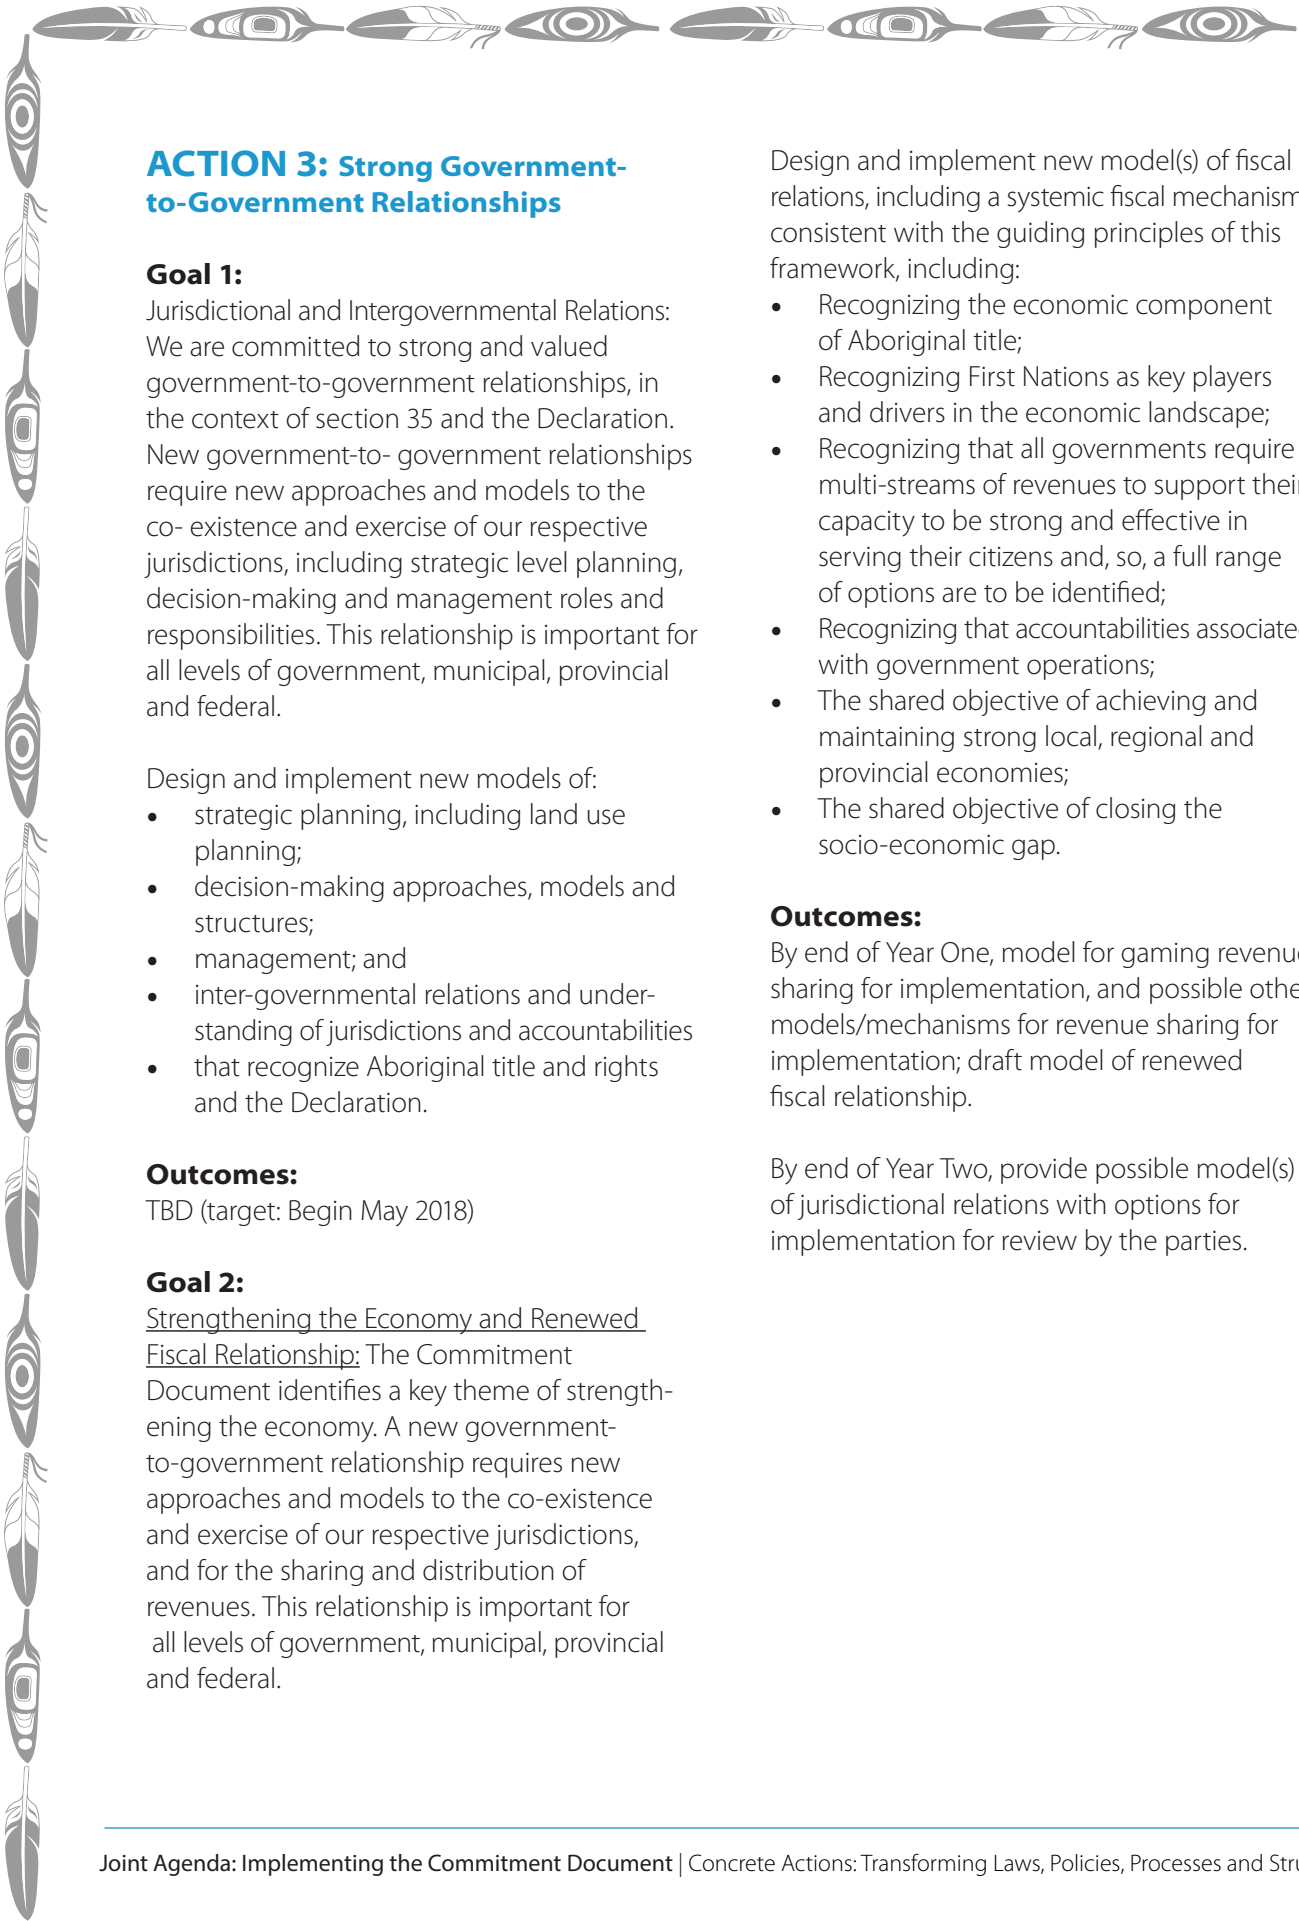 ACTION 3: Strong Government-
to-Government Relationships
Goal 1:
Jurisdictional and Intergovernmental Relations:
We are committed to strong and valued
government-to-government relationships, in
the context of section 35 and the Declaration.
New government-to- government relationships
require new approaches and models to the
co- existence and exercise of our respective
jurisdictions, including strategic level planning,
decision-making and management roles and
responsibilities. This relationship is important for
all levels of government, municipal, provincial
and federal.
Design and implement new models of:
• strategic planning, including land use
planning;
• decision-making approaches, models and
structures;
• management; and
• inter-governmental relations and under-
standing of jurisdictions and accountabilities
• that recognize Aboriginal title and rights
and the Declaration.
Outcomes:
TBD (target: Begin May 2018)
Goal 2:
Strengthening the Economy and Renewed
Fiscal Relationship: The Commitment
Document identifies a key theme of strength-
ening the economy. A new government-
to-government relationship requires new
approaches and models to the co-existence
and exercise of our respective jurisdictions,
and for the sharing and distribution of
revenues. This relationship is important for
all levels of government, municipal, provincial
and federal.
Design and implement new model(s) of fiscal
relations, including a systemic fiscal mechanism
consistent with the guiding principles of this
framework, including:
• Recognizing the economic component
of Aboriginal title;
• Recognizing First Nations as key players
and drivers in the economic landscape;
• Recognizing that all governments require
multi-streams of revenues to support their
capacity to be strong and effective in
serving their citizens and, so, a full range
of options are to be identified;
• Recognizing that accountabilities associate
with government operations;
• The shared objective of achieving and
maintaining strong local, regional and
provincial economies;
• The shared objective of closing the
socio-economic gap.
Outcomes:
By end of Year One, model for gaming revenu
sharing for implementation, and possible othe
models/mechanisms for revenue sharing for
implementation; draft model of renewed
fiscal relationship.
By end of Year Two, provide possible model(s)
of jurisdictional relations with options for
implementation for review by the parties.
Joint Agenda: Implementing the Commitment Document | Concrete Actions: Transforming Laws, Policies, Processes and Stru